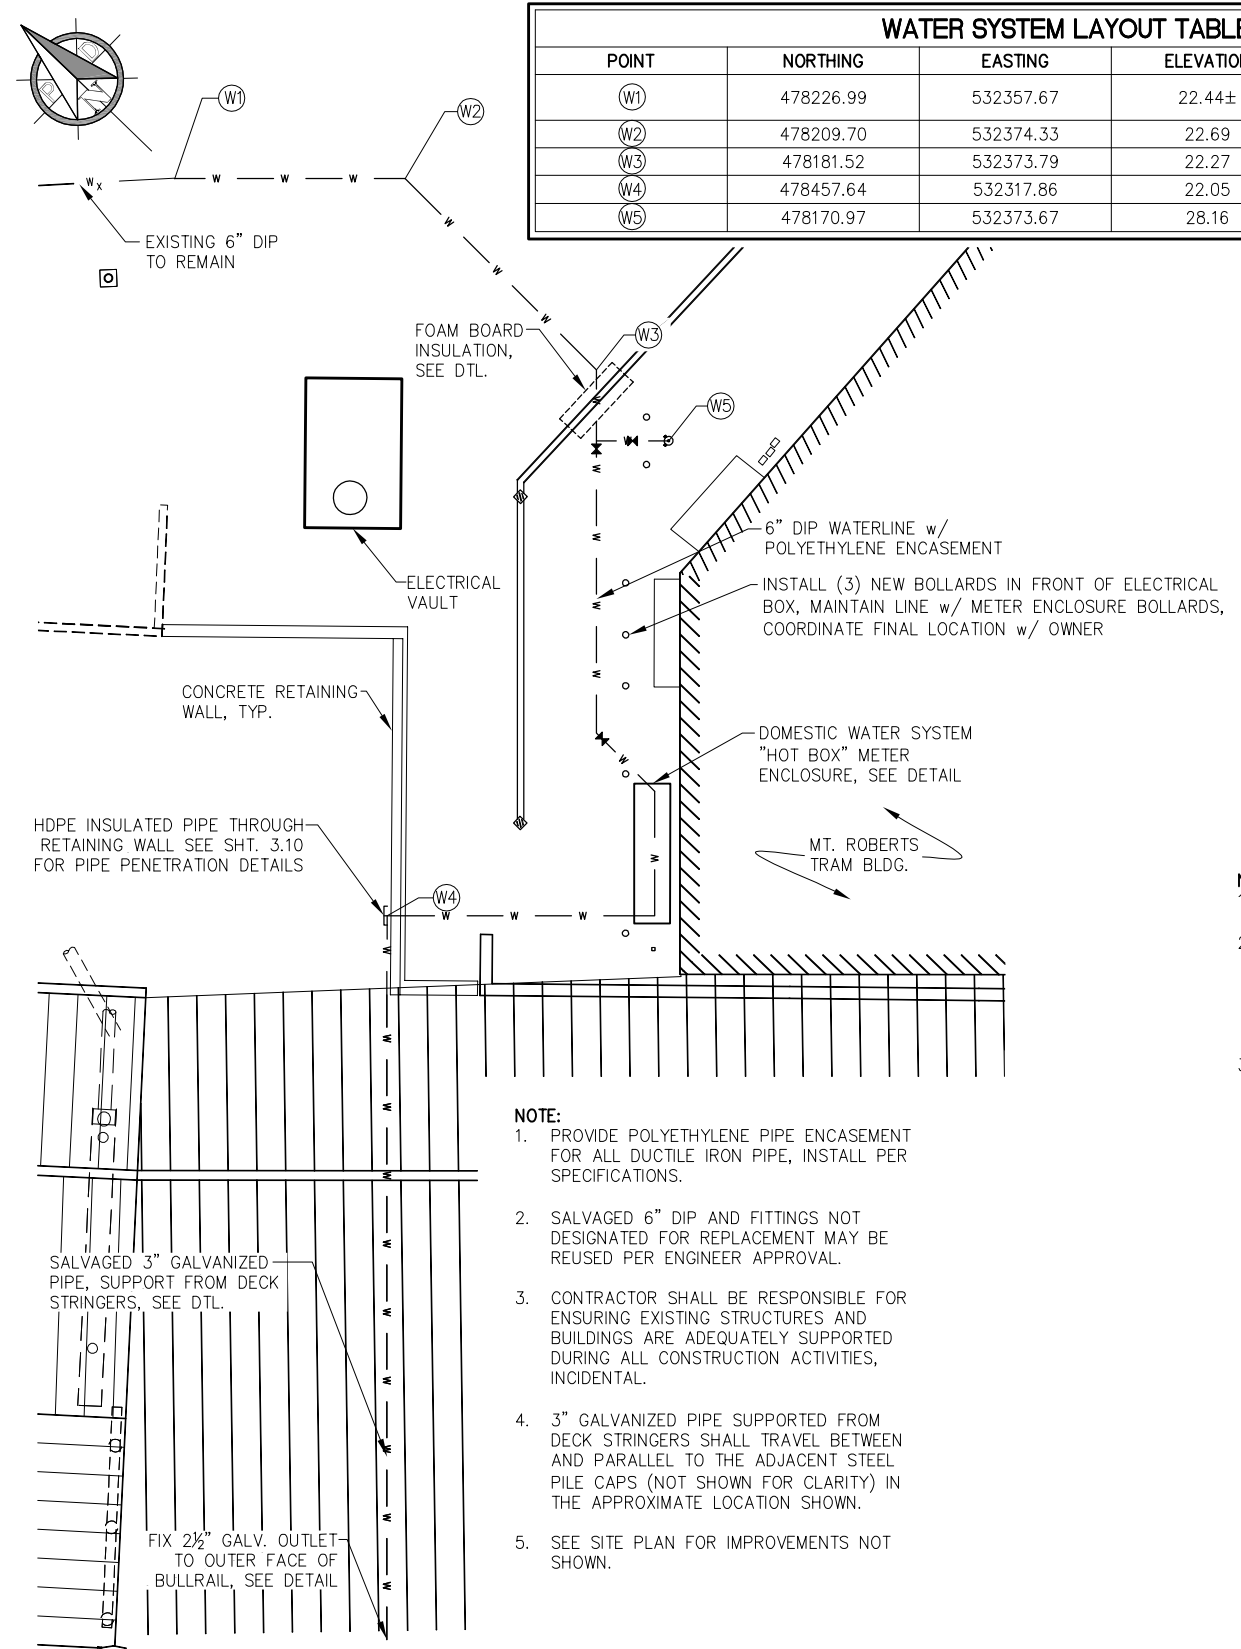 WATER SYSTEM LAYOUT TABLE
POINT NORTHING EASTING ELEVATION
W1 478226.99 532357.67 22.44±
W2 478209.70 532374.33 22.69
W3 478181.52 532373.79 22.27
W4 478457.64 532317.86 22.05
W5 478170.97 532373.67 28.16
W1
W2
W X
W W W
EXISTING 6" DIP
TO REMAIN
W
W
W
FOAM BOARD
INSULATION,
SEE DTL.
W3
W
W5
W
W
ELECTRICAL
VAULT
W
6" DIP WATERLINE w/
POLYETHYLENE ENCASEMENT
INSTALL (3) NEW BOLLARDS IN FRONT OF ELECTRICAL
BOX, MAINTAIN LINE w/ METER ENCLOSURE BOLLARDS,
COORDINATE FINAL LOCATION w/ OWNER
W
W
CONCRETE RETAINING
WALL, TYP.
DOMESTIC WATER SYSTEM
"HOT BOX" METER
ENCLOSURE, SEE DETAIL
W
HDPE INSULATED PIPE THROUGH
RETAINING WALL SEE SHT. 3.10
FOR PIPE PENETRATION DETAILS
MT. ROBERTS
TRAM BLDG.
W
W4
W W W
W
W
W
W
W
W
W
W
W
W
NOTE:
1. PROVIDE POLYETHYLENE PIPE ENCASEMENT
FOR ALL DUCTILE IRON PIPE, INSTALL PER
SPECIFICATIONS.
2. SALVAGED 6" DIP AND FITTINGS NOT
DESIGNATED FOR REPLACEMENT MAY BE
REUSED PER ENGINEER APPROVAL.
3. CONTRACTOR SHALL BE RESPONSIBLE FOR
ENSURING EXISTING STRUCTURES AND
BUILDINGS ARE ADEQUATELY SUPPORTED
DURING ALL CONSTRUCTION ACTIVITIES,
INCIDENTAL.
4. 3" GALVANIZED PIPE SUPPORTED FROM
DECK STRINGERS SHALL TRAVEL BETWEEN
AND PARALLEL TO THE ADJACENT STEEL
PILE CAPS (NOT SHOWN FOR CLARITY) IN
THE APPROXIMATE LOCATION SHOWN.
5. SEE SITE PLAN FOR IMPROVEMENTS NOT
SHOWN.
SALVAGED 3" GALVANIZED
PIPE, SUPPORT FROM DECK
STRINGERS, SEE DTL.
FIX 2½" GALV. OUTLET
TO OUTER FACE OF
BULLRAIL, SEE DETAIL